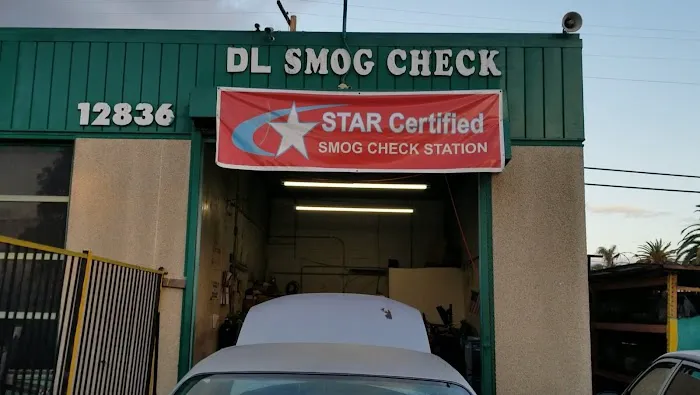 DL SMOG CHECK
12836
STAR Certified
SMOG CHECK STATION